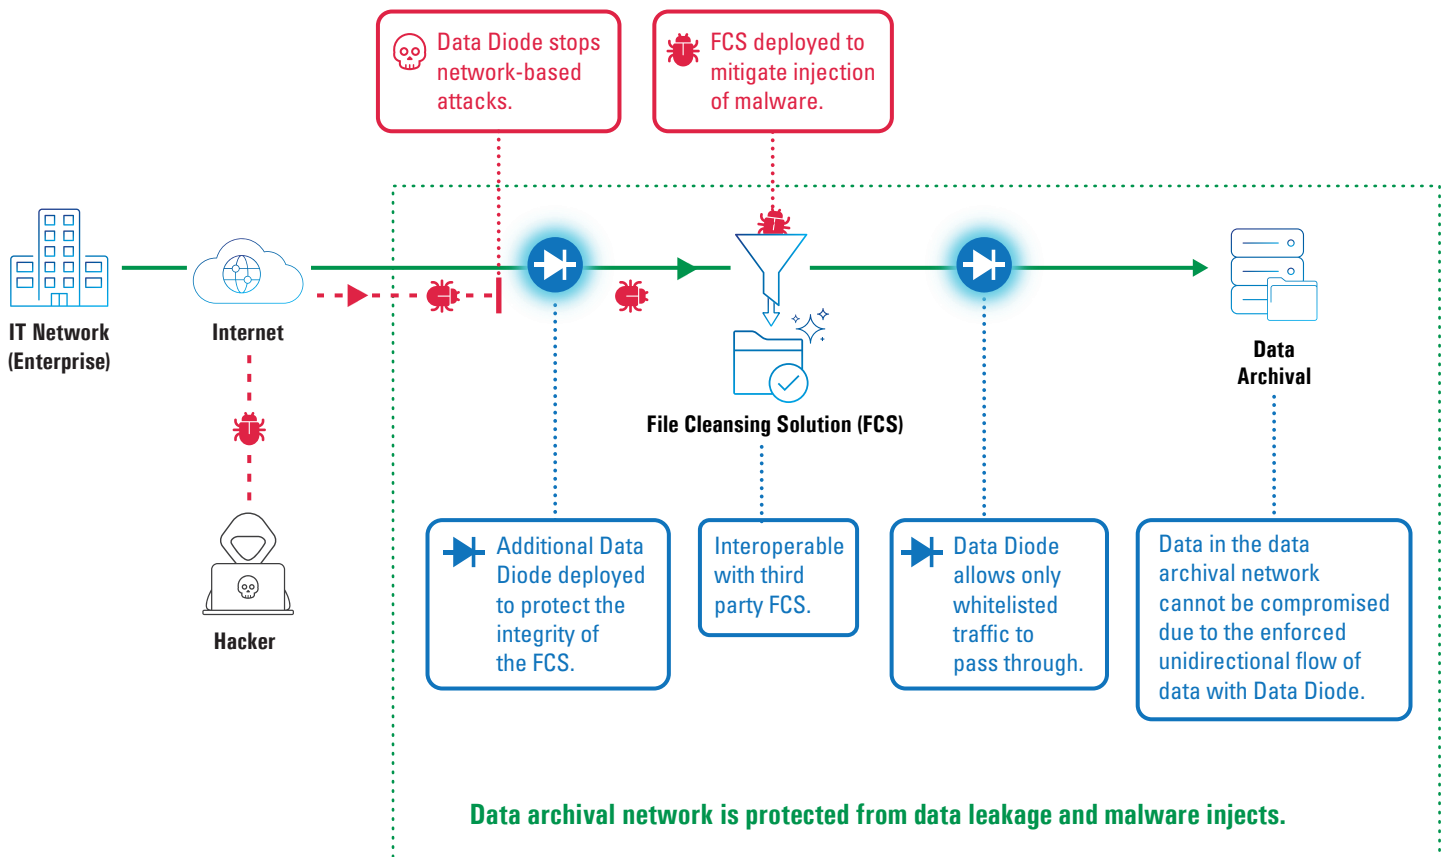 Data Diode stops
network-based
attacks.
FCS deployed to
mitigate injection
of malware.
IT Network
(Enterprise)
Internet
Hacker
File Cleansing Solution (FCS)
Data
Archival
Additional Data
Diode deployed
to protect the
integrity of
the FCS.
Interoperable
with third
party FCS.
Data Diode
allows only
whitelisted
traffic to
pass through.
Data in the data
archival network
cannot be compromised
due to the enforced
unidirectional flow of
data with Data Diode.
Data archival network is protected from data leakage and malware injects.